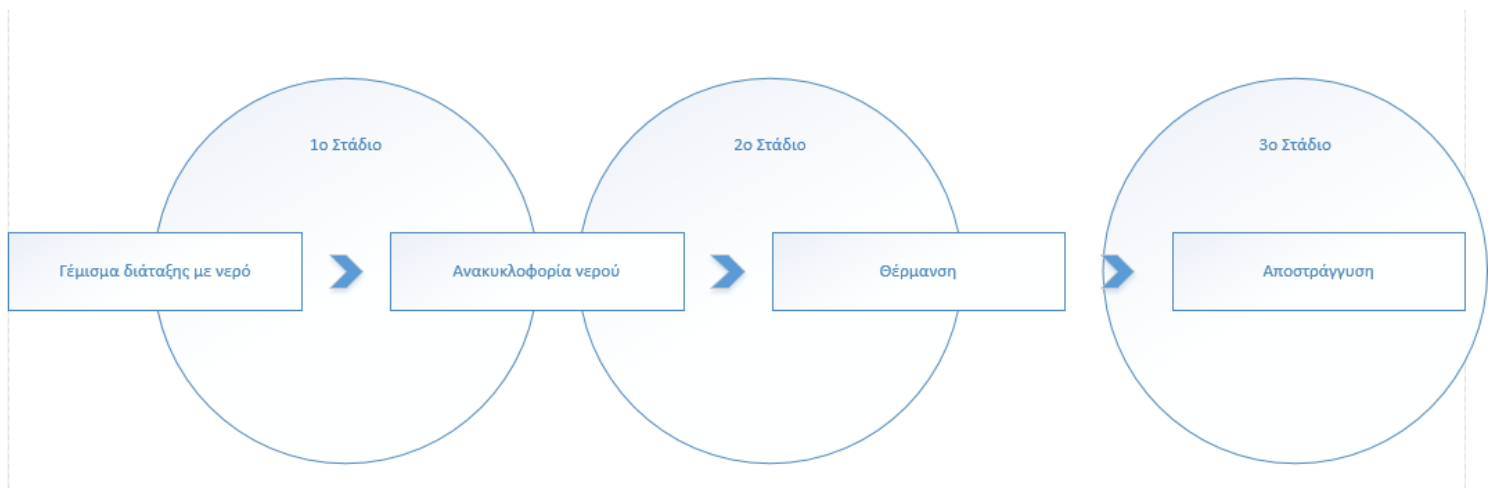 1ο Στάδιο
2ο Στάδιο
3ο Στάδιο
Γέμισμα διάταξης με νερό
Ανακυκλοφορία νερού
Θέρμανση
Αποστράγγυση